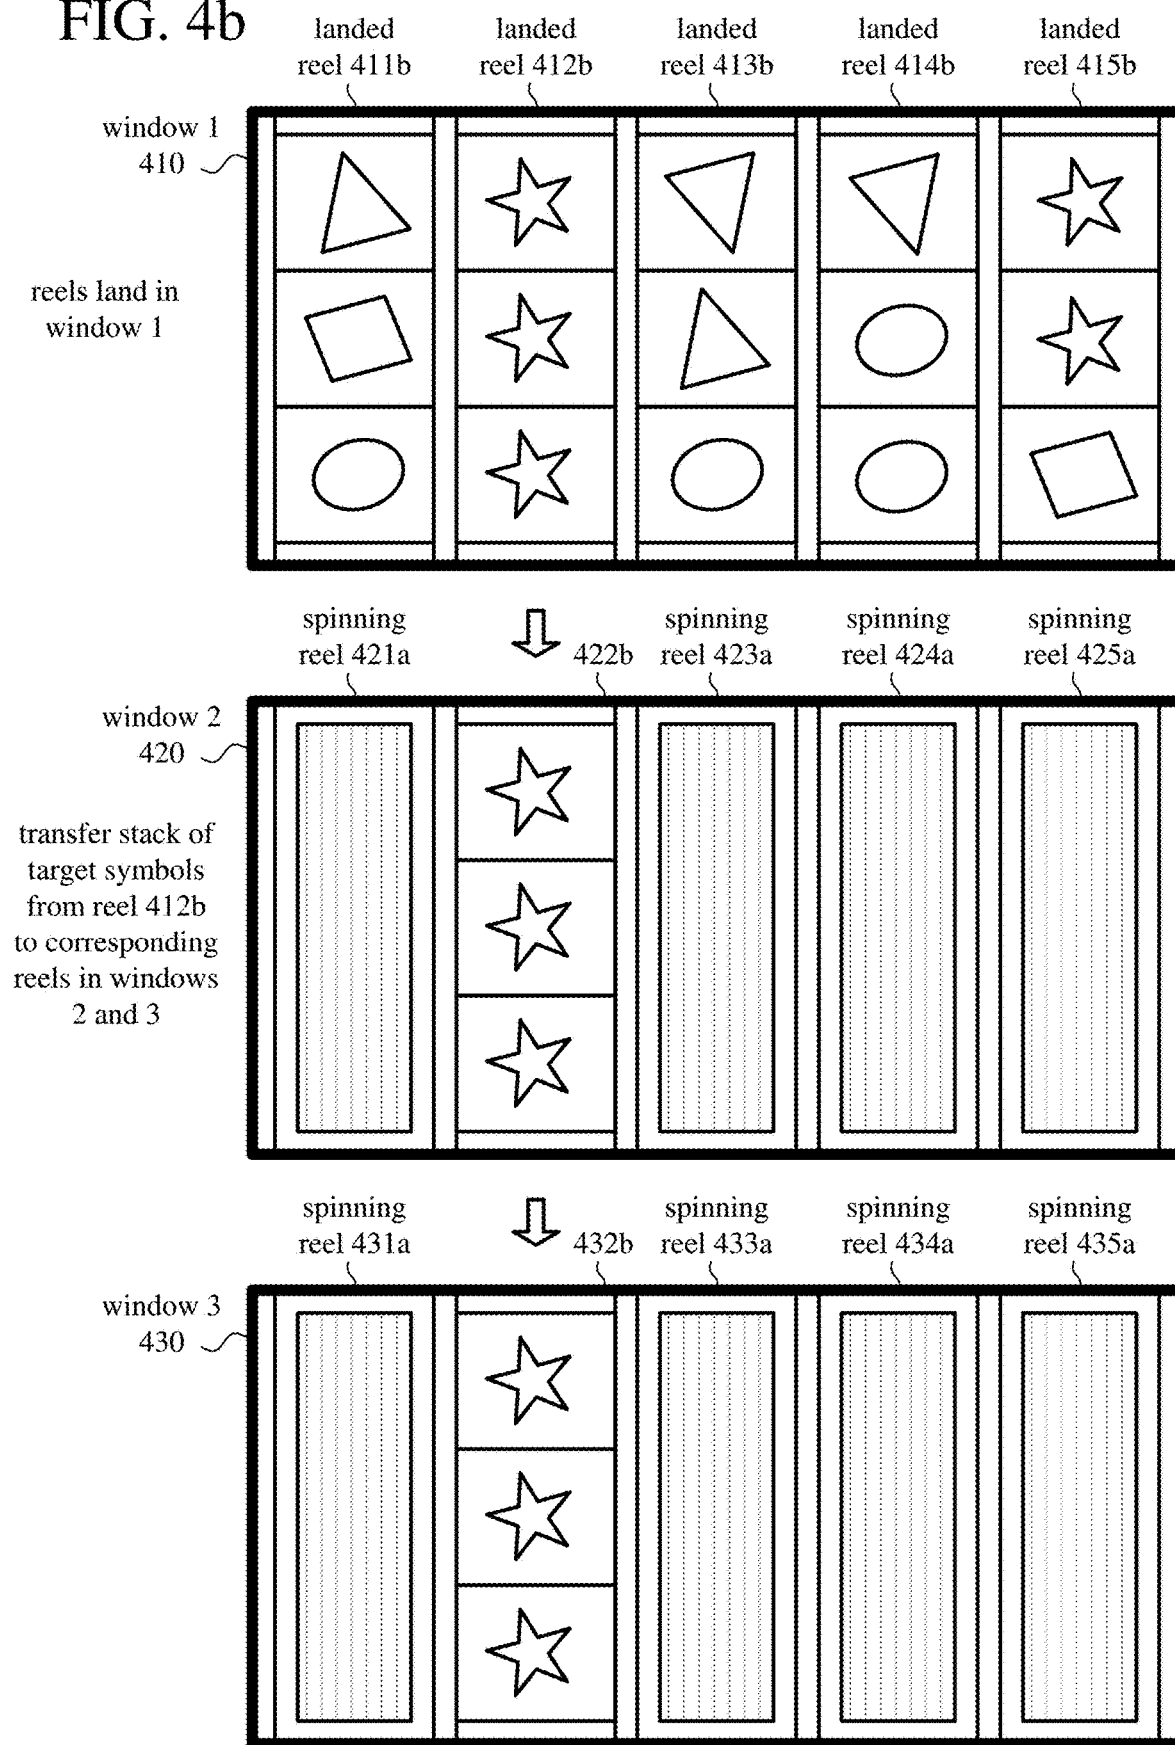 FIG. 4b
landed
reel 411b
landed
reel 412b
landed
reel 413b
landed
reel 414b
landed
reel 415b
window 1
410
reels land in
window 1
spinning
reel 421a
422b
spinning
reel 423a
spinning
reel 424a
spinning
reel 425a
window 2
420
transfer stack of
target symbols
from reel 412b
to corresponding
reels in windows
2 and 3
spinning
reel 431a
432b
spinning
reel 433a
spinning
reel 434a
spinning
reel 435a
window 3
430